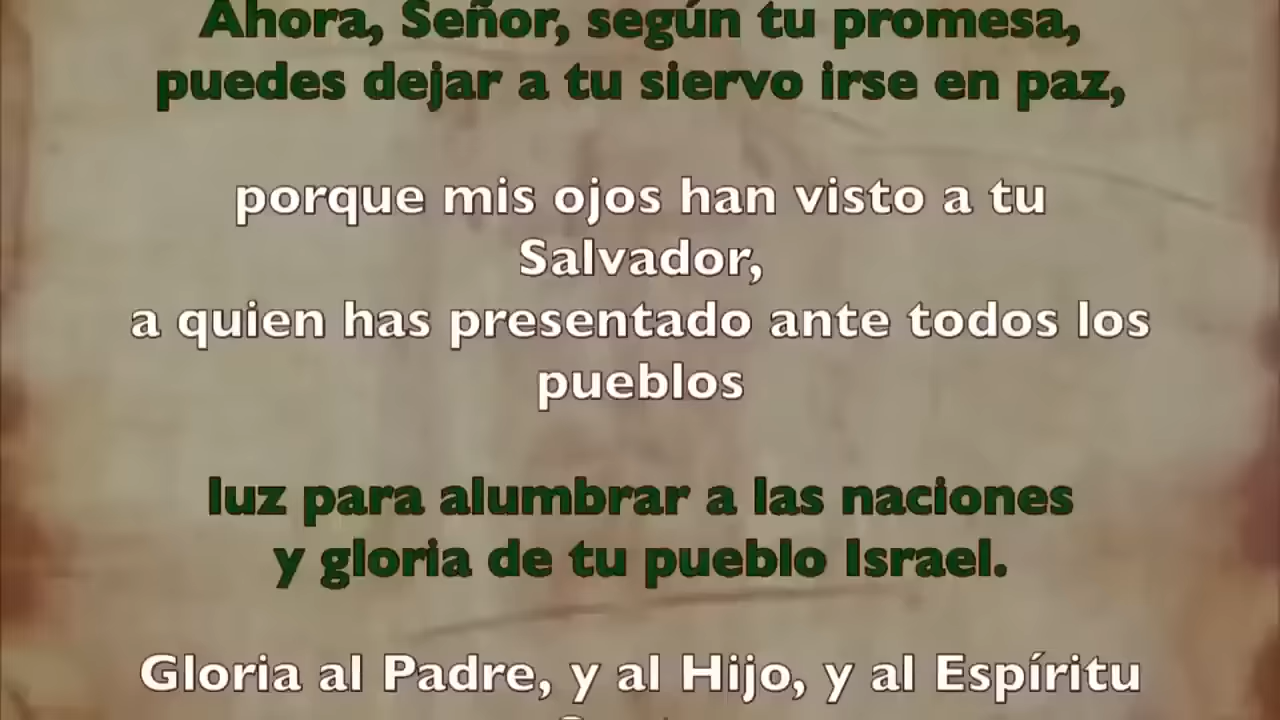 Ahora, Señor, según tu promesa,
puedes dejar a tu siervo irse en paz,
porque mis ojos han visto a tu
Salvador,
a quien has presentado ante todos los
pueblos
luz para alumbrar a las naciones
y gloria de tu pueblo Israel.
Gloria al Padre, y al Hijo, y al Espíritu